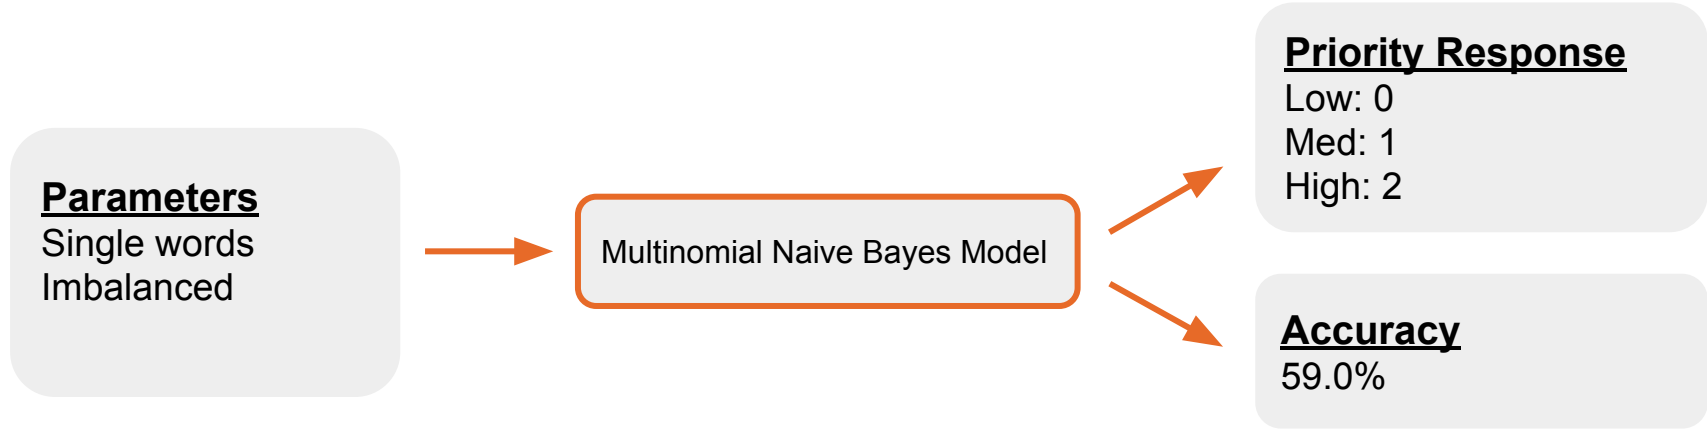 Parameters
Single words
Imbalanced
Multinomial Naive Bayes Model
Priority Response
Low: 0
Med: 1
High: 2
Accuracy
59.0%